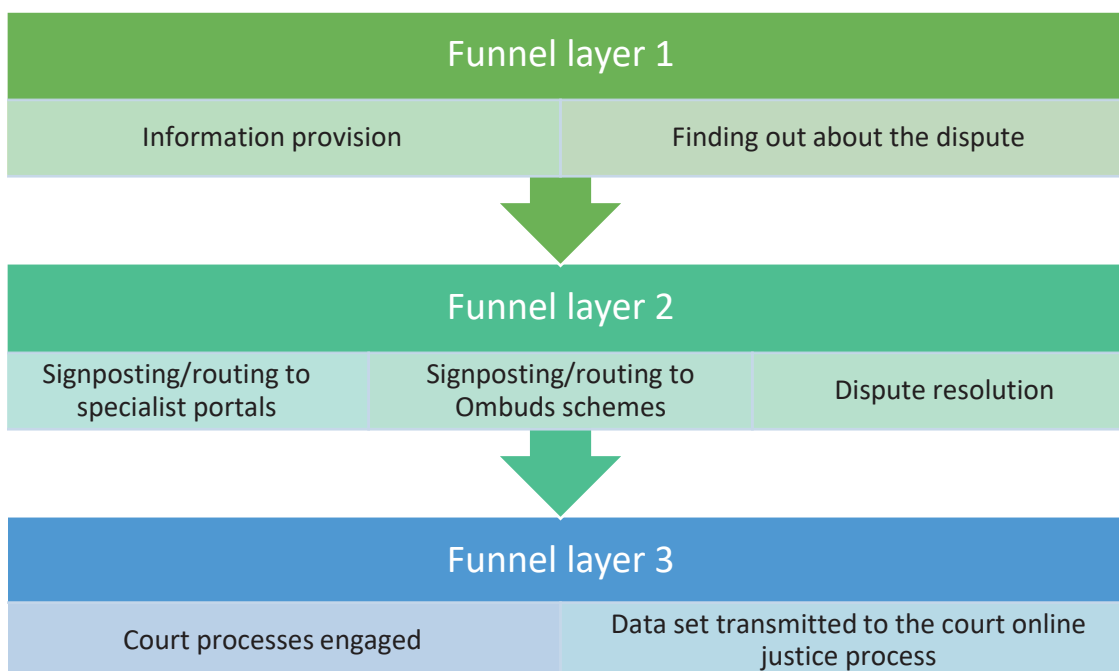 Funnel layer 1
Information provision
Finding out about the dispute
Funnel layer 2
Signposting/routing to
specialist portals
Signposting/routing to
Ombuds schemes
Dispute resolution
Funnel layer 3
Court processes engaged
Data set transmitted to the court online
justice process